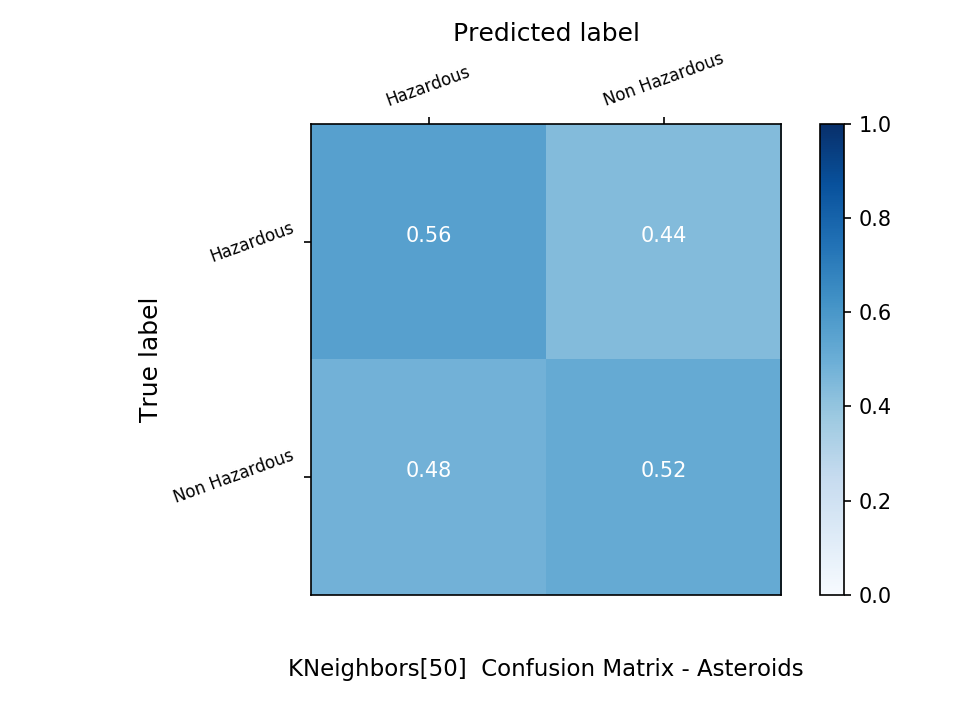 Predicted label
Hazardous
Non Hazardous
1.0
0.8
0.6
0.4
0.2
0.0
True label
Hazardous
Non Hazardous
0.56 0.44
0.48 0.52
KNeighbors[50]  Confusion Matrix - Asteroids